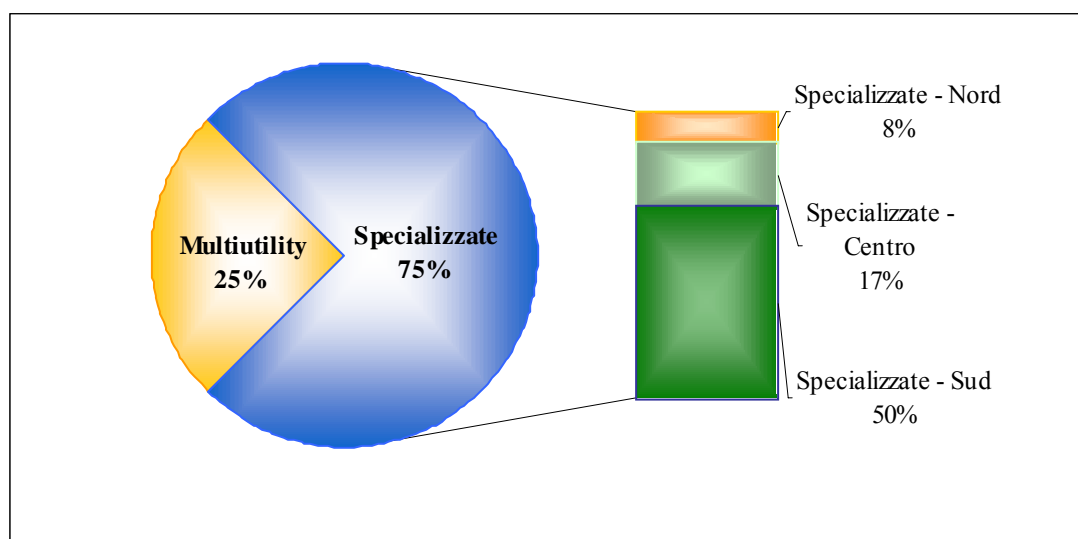 Multiutility
25%
Specializzate
75%
Specializzate - Nord
8%
Specializzate -
Centro
17%
Specializzate - Sud
50%